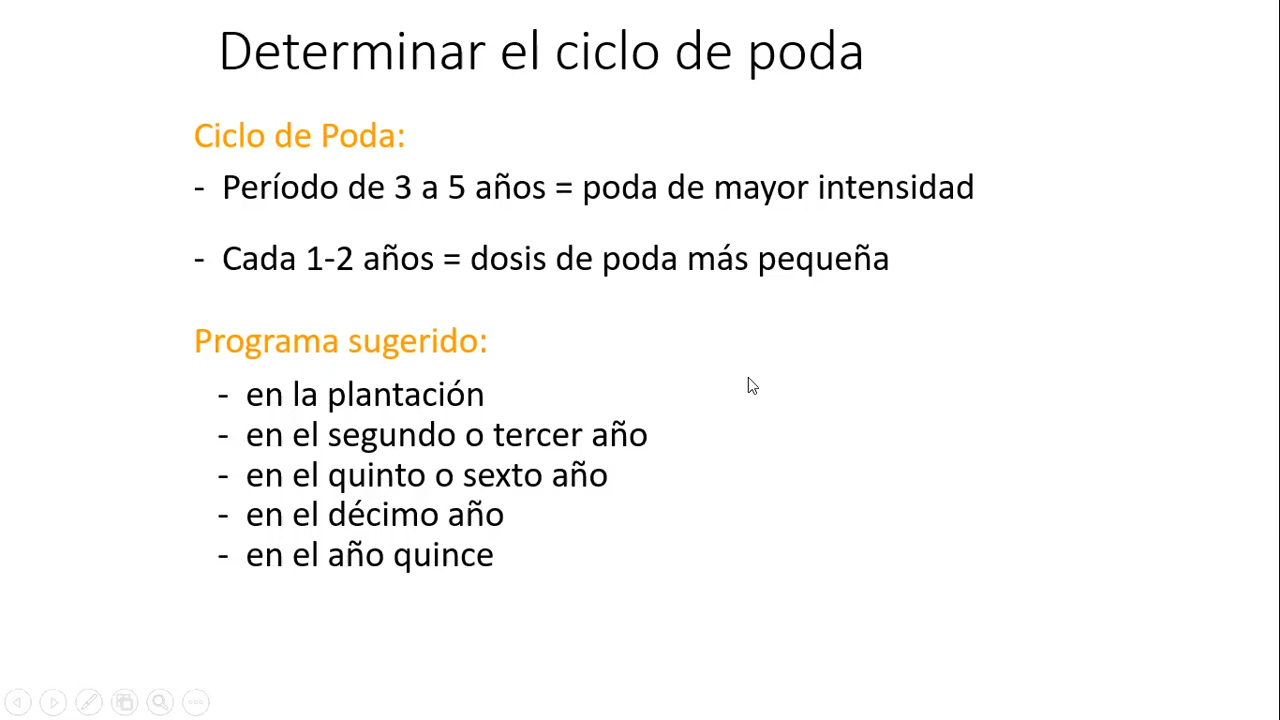 Determinar el ciclo de poda
Ciclo de Poda:
- Período de 3 a 5 años = poda de mayor intensidad
- Cada 1-2 años = dosis de poda más pequeña
Programa sugerido:
- en la plantación
- en el segundo o tercer año
- en el quinto o sexto año
- en el décimo año
- en el año quince